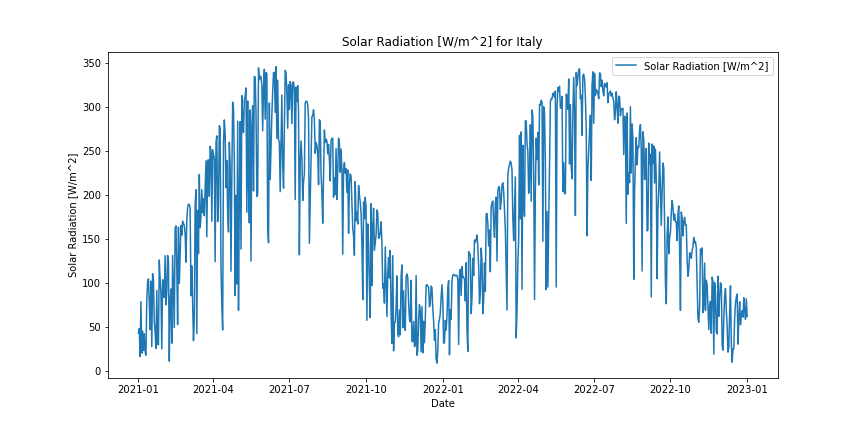 Solar Radiation [W/m^2] for Italy
Solar Radiation [W/m^2]
Solar Radiation [W/m^2]
350
300
250
200
150
100
50
0
2021-01 2021-04 2021-07 2021-10 2022-01 2022-04 2022-07 2022-10 2023-01
Date